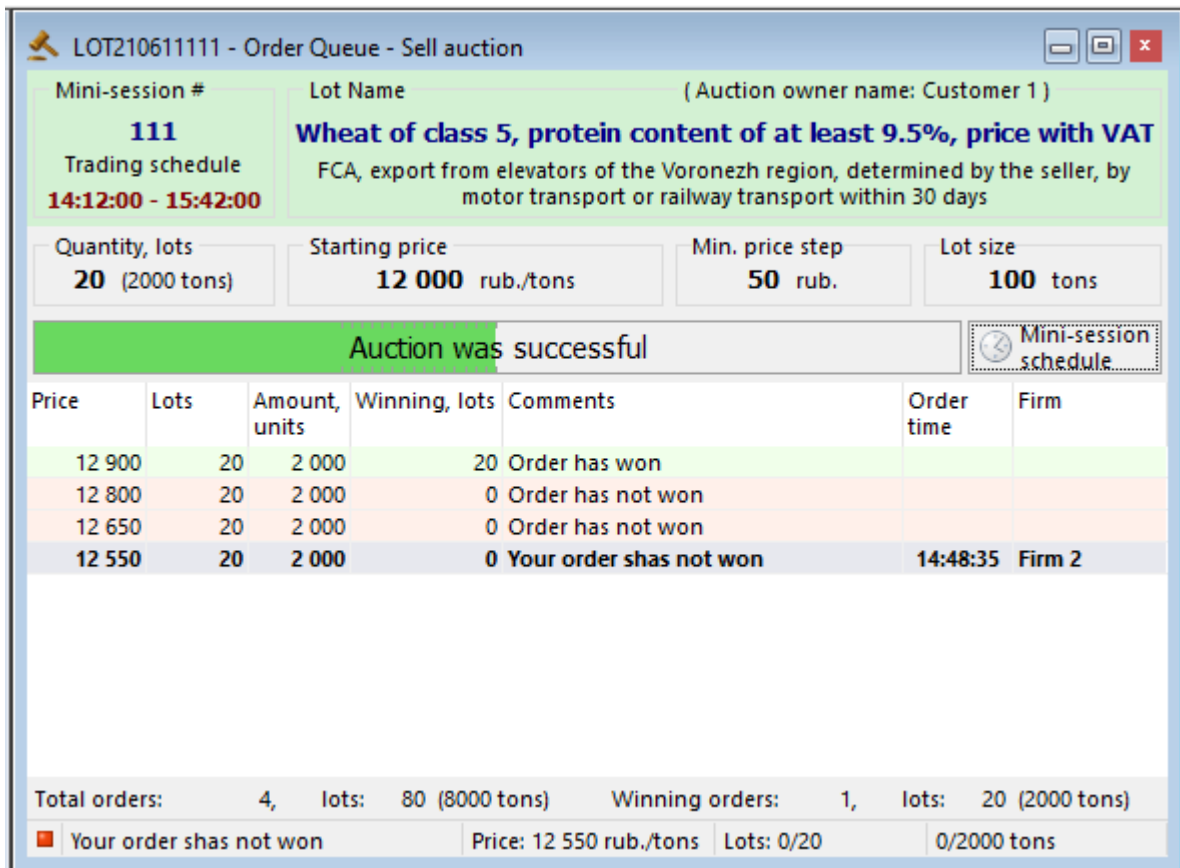 LOT210611111 - Order Queue - Sell auction
Mini-session # Lot Name ( Auction owner name: Customer 1 )
111 Wheat of class 5, protein content of at least 9.5%, price with VAT
Trading schedule FCA, export from elevators of the Voronezh region, determined by the seller, by
14:12:00 - 15:42:00 motor transport or railway transport within 30 days
Quantity, lots Starting price Min. price step Lot size
20 (2000 tons) 12 000 rub./tons 50 rub. 100 tons
Auction was successful Mini-session
schedule
Price Lots Amount, Winning, lots Comments Order Firm
units time
12 900 20 2 000 20 Order has won
12 800 20 2 000 0 Order has not won
12 650 20 2 000 0 Order has not won
12 550 20 2 000 0 Your order shas not won 14:48:35 Firm 2
Total orders: 4, lots: 80 (8000 tons) Winning orders: 1, lots: 20 (2000 tons)
Your order shas not won Price: 12 550 rub./tons Lots: 0/20 0/2000 tons